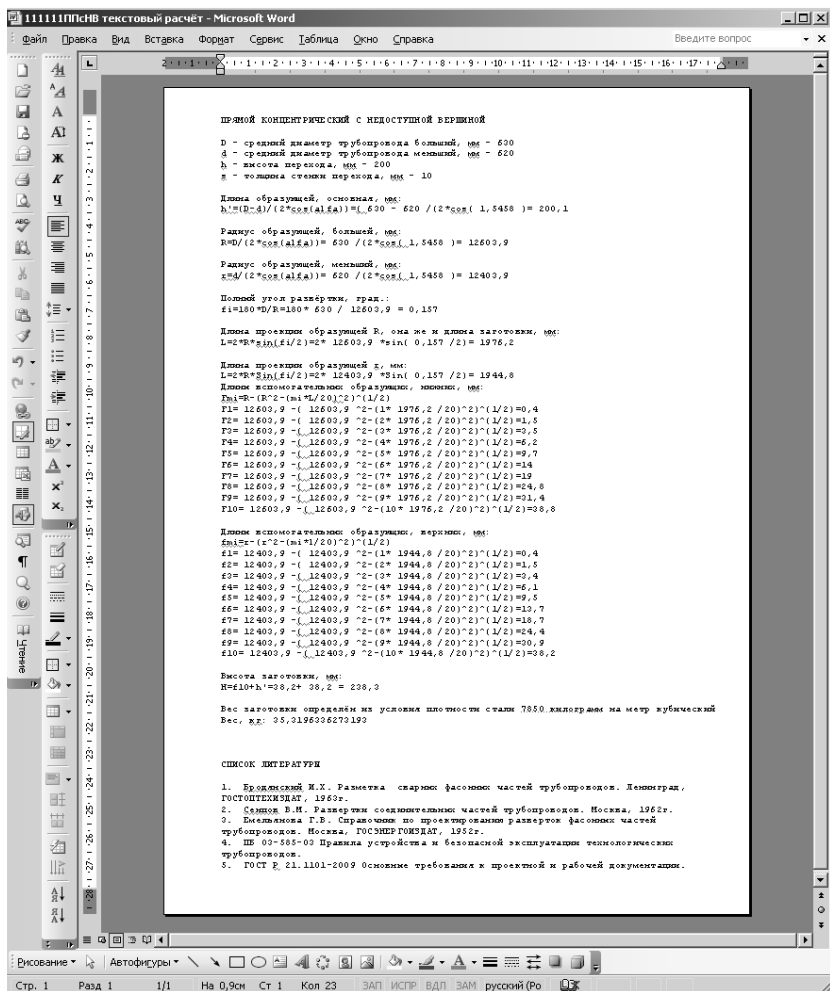 111111ППсНВ текстовый расчёт - Microsoft Word
Файл Правка Вид Вставка Формат Сервис Таблица Окно Справка Введите вопрос
ПРЯМОЙ КОНЦЕНТРИЧЕСКИЙ С НЕДОСТУПНОЙ ВЕРШИНОЙ
D - средний диаметр трубопровода больший, мм - 630
d - средний диаметр трубопровода меньший, мм - 620
h - высота перехода, мм - 200
s - толщина стенки перехода, мм - 10
Длина образующей, основная, мм:
h'=(D-d)/(2*cos(alfa))=( 630 - 620 /(2*cos( 1,5458 )= 200,1
Радиус образующей, большей, мм:
R=D/(2*cos(alfa))= 630 /(2*cos( 1,5458 )= 12603,9
Радиус образующей, меньший, мм:
r=d/(2*cos(alfa))= 620 /(2*cos( 1,5458 )= 12403,9
Полный угол развёртки, град.:
fi=180*D/R=180* 630 / 12603,9 = 0,157
Длина проекции образующей R, она же и длина заготовки, мм:
L=2*R*sin(fi/2)=2* 12603,9 *sin( 0,157 /2)= 1976,2
Длина проекции образующей r, мм:
L=2*R*Sin(fi/2)=2* 12403,9 *Sin( 0,157 /2)= 1944,8
Длины вспомогательных образующих, нижних, мм:
Fmi=R-(R^2-(mi*L/20)^2)^(1/2)
F1= 12603,9 -( 12603,9 ^2-(1* 1976,2 /20)^2)^(1/2)=0,4
F2= 12603,9 -( 12603,9 ^2-(2* 1976,2 /20)^2)^(1/2)=1,5
F3= 12603,9 -( 12603,9 ^2-(3* 1976,2 /20)^2)^(1/2)=3,5
F4= 12603,9 -( 12603,9 ^2-(4* 1976,2 /20)^2)^(1/2)=6,2
F5= 12603,9 -( 12603,9 ^2-(5* 1976,2 /20)^2)^(1/2)=9,7
F6= 12603,9 -( 12603,9 ^2-(6* 1976,2 /20)^2)^(1/2)=14
F7= 12603,9 -( 12603,9 ^2-(7* 1976,2 /20)^2)^(1/2)=19
F8= 12603,9 -( 12603,9 ^2-(8* 1976,2 /20)^2)^(1/2)=24,8
F9= 12603,9 -( 12603,9 ^2-(9* 1976,2 /20)^2)^(1/2)=31,4
F10= 12603,9 -( 12603,9 ^2-(10* 1976,2 /20)^2)^(1/2)=38,8
Длины вспомогательных образующих, верхних, мм:
fmi=r-(r^2-(mi*l/20)^2)^(1/2)
f1= 12403,9 -( 12403,9 ^2-(1* 1944,8 /20)^2)^(1/2)=0,4
f2= 12403,9 -( 12403,9 ^2-(2* 1944,8 /20)^2)^(1/2)=1,5
f3= 12403,9 -( 12403,9 ^2-(3* 1944,8 /20)^2)^(1/2)=3,4
f4= 12403,9 -( 12403,9 ^2-(4* 1944,8 /20)^2)^(1/2)=6,1
f5= 12403,9 -( 12403,9 ^2-(5* 1944,8 /20)^2)^(1/2)=9,5
f6= 12403,9 -( 12403,9 ^2-(6* 1944,8 /20)^2)^(1/2)=13,7
f7= 12403,9 -( 12403,9 ^2-(7* 1944,8 /20)^2)^(1/2)=18,7
f8= 12403,9 -( 12403,9 ^2-(8* 1944,8 /20)^2)^(1/2)=24,4
f9= 12403,9 -( 12403,9 ^2-(9* 1944,8 /20)^2)^(1/2)=30,9
f10= 12403,9 -( 12403,9 ^2-(10* 1944,8 /20)^2)^(1/2)=38,2
Высота заготовки, мм:
H=f10+h'=38,2+ 38,2 = 238,3
Вес заготовки определён из условия плотности стали 7850 килограмм на метр кубический
Вес, кг: 35,3196336273193
СПИСОК ЛИТЕРАТУРЫ
1. Бродянский И.Х. Разметка сварных фасонных частей трубопроводов. Ленинград,
ГОСТОПТЕХИЗДАТ, 1963г.
2. Семцов В.М. Развертки соединительных частей трубопроводов. Москва, 1962г.
3. Емельянова Г.В. Справочник по проектированию разверток фасонных частей
трубопроводов. Москва, ГОСЭНЕРГОИЗДАТ, 1952г.
4. ПБ 03-585-03 Правила устройства и безопасной эксплуатации технологических
трубопроводов.
5. ГОСТ Р 21.1101-2009 Основные требования к проектной и рабочей документации.
Чтение
Рисование Автофигуры
Стр. 1 Разд 1 1/1 На 0,9см Ст 1 Кол 23 ЗАП ИСПР ВДЛ ЗАМ русский (Ро